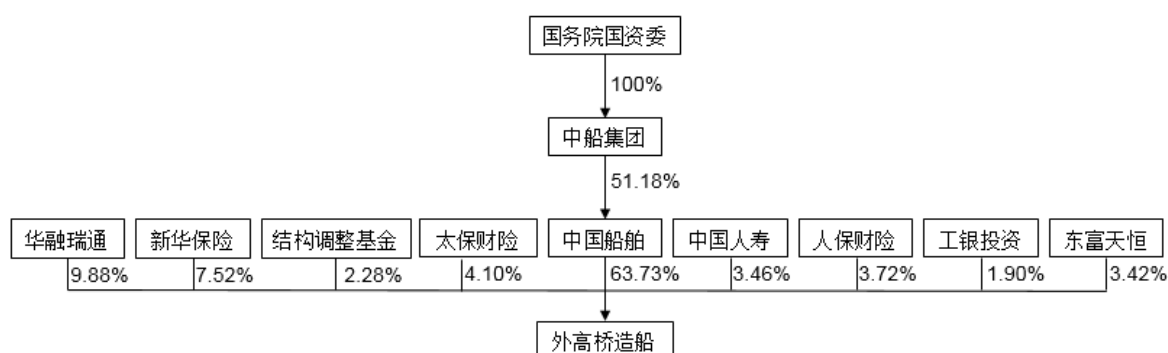 国务院国资委
100%
中船集团
51.18%
华融瑞通 新华保险 结构调整基金 太保财险 中国船舶 中国人寿 人保财险 工银投资 东富天恒
9.88% 7.52% 2.28% 4.10% 63.73% 3.46% 3.72% 1.90% 3.42%
外高桥造船